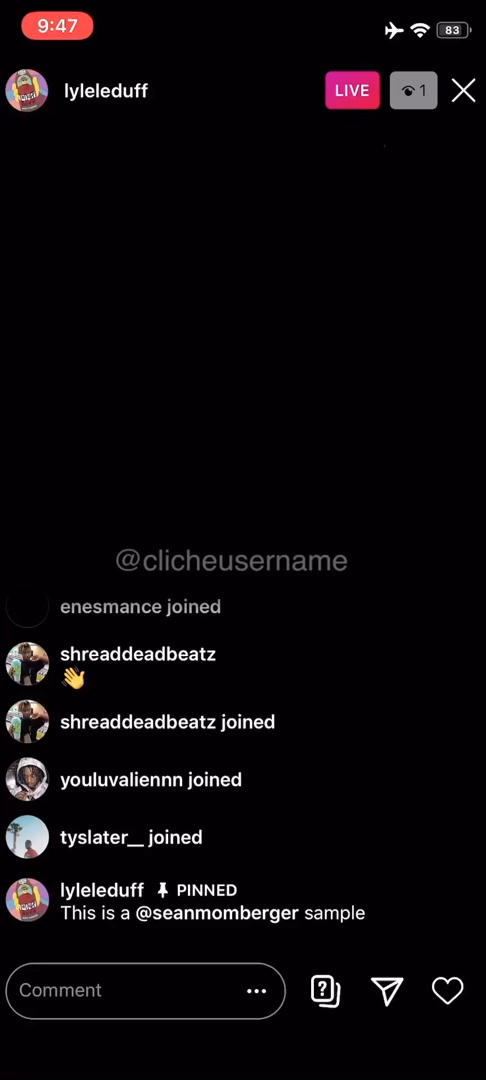 9:47
83
lyleleduff
LIVE
1
@clicheusername
enesmance joined
shreaddeadbeatz
👋
shreaddeadbeatz joined
youluvaliennn joined
tyslater__ joined
lyleleduff PINNED
This is a @seanmomberger sample
Comment